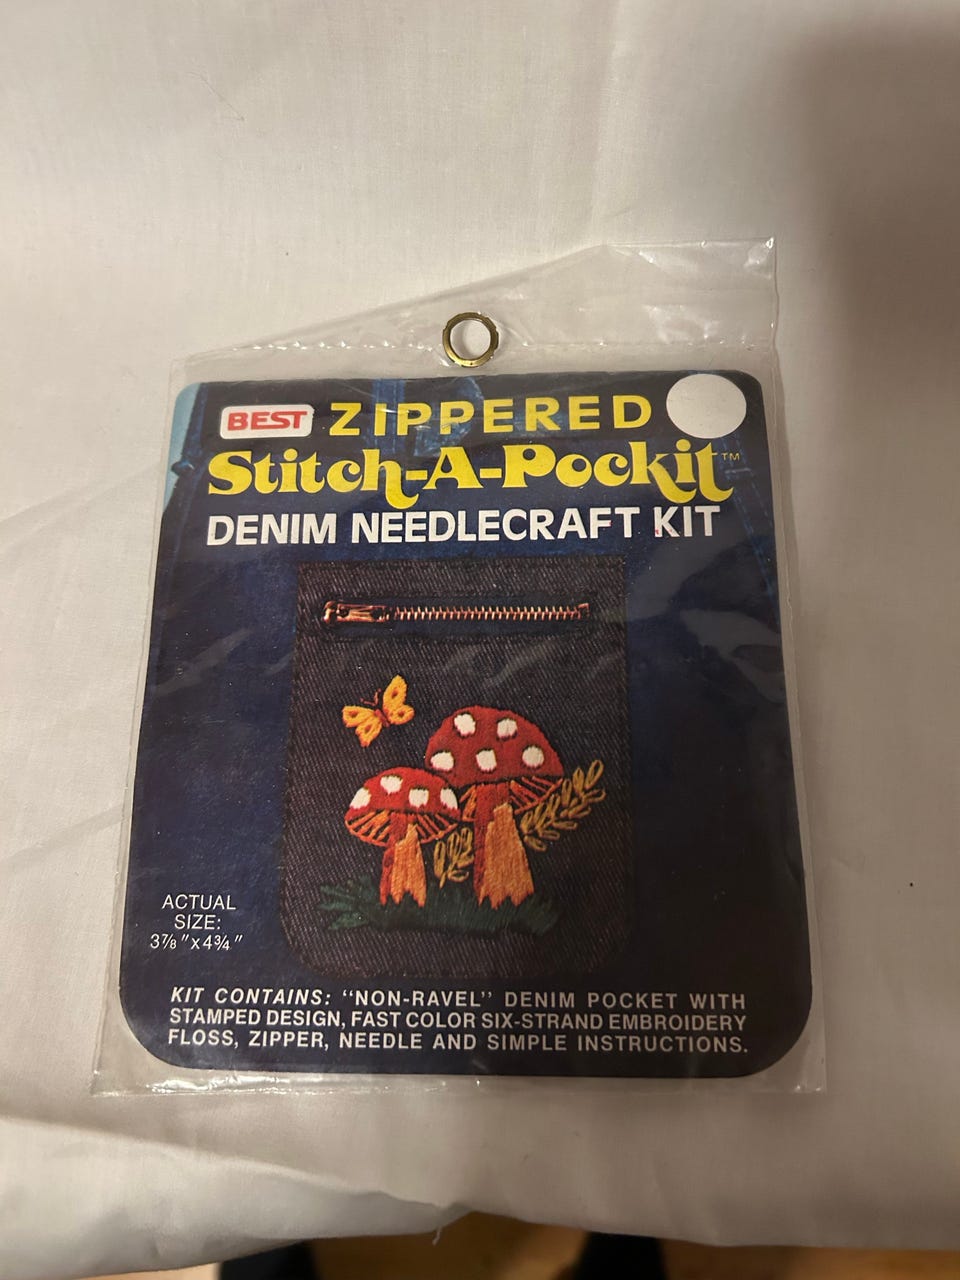 BEST ZIPPERED
Stitch-A-Pockit™
DENIM NEEDLECRAFT KIT
ACTUAL
SIZE:
3⅞"x4¾"
KIT CONTAINS: "NON-RAVEL" DENIM POCKET WITH
STAMPED DESIGN, FAST COLOR SIX-STRAND EMBROIDERY
FLOSS, ZIPPER, NEEDLE AND SIMPLE INSTRUCTIONS.